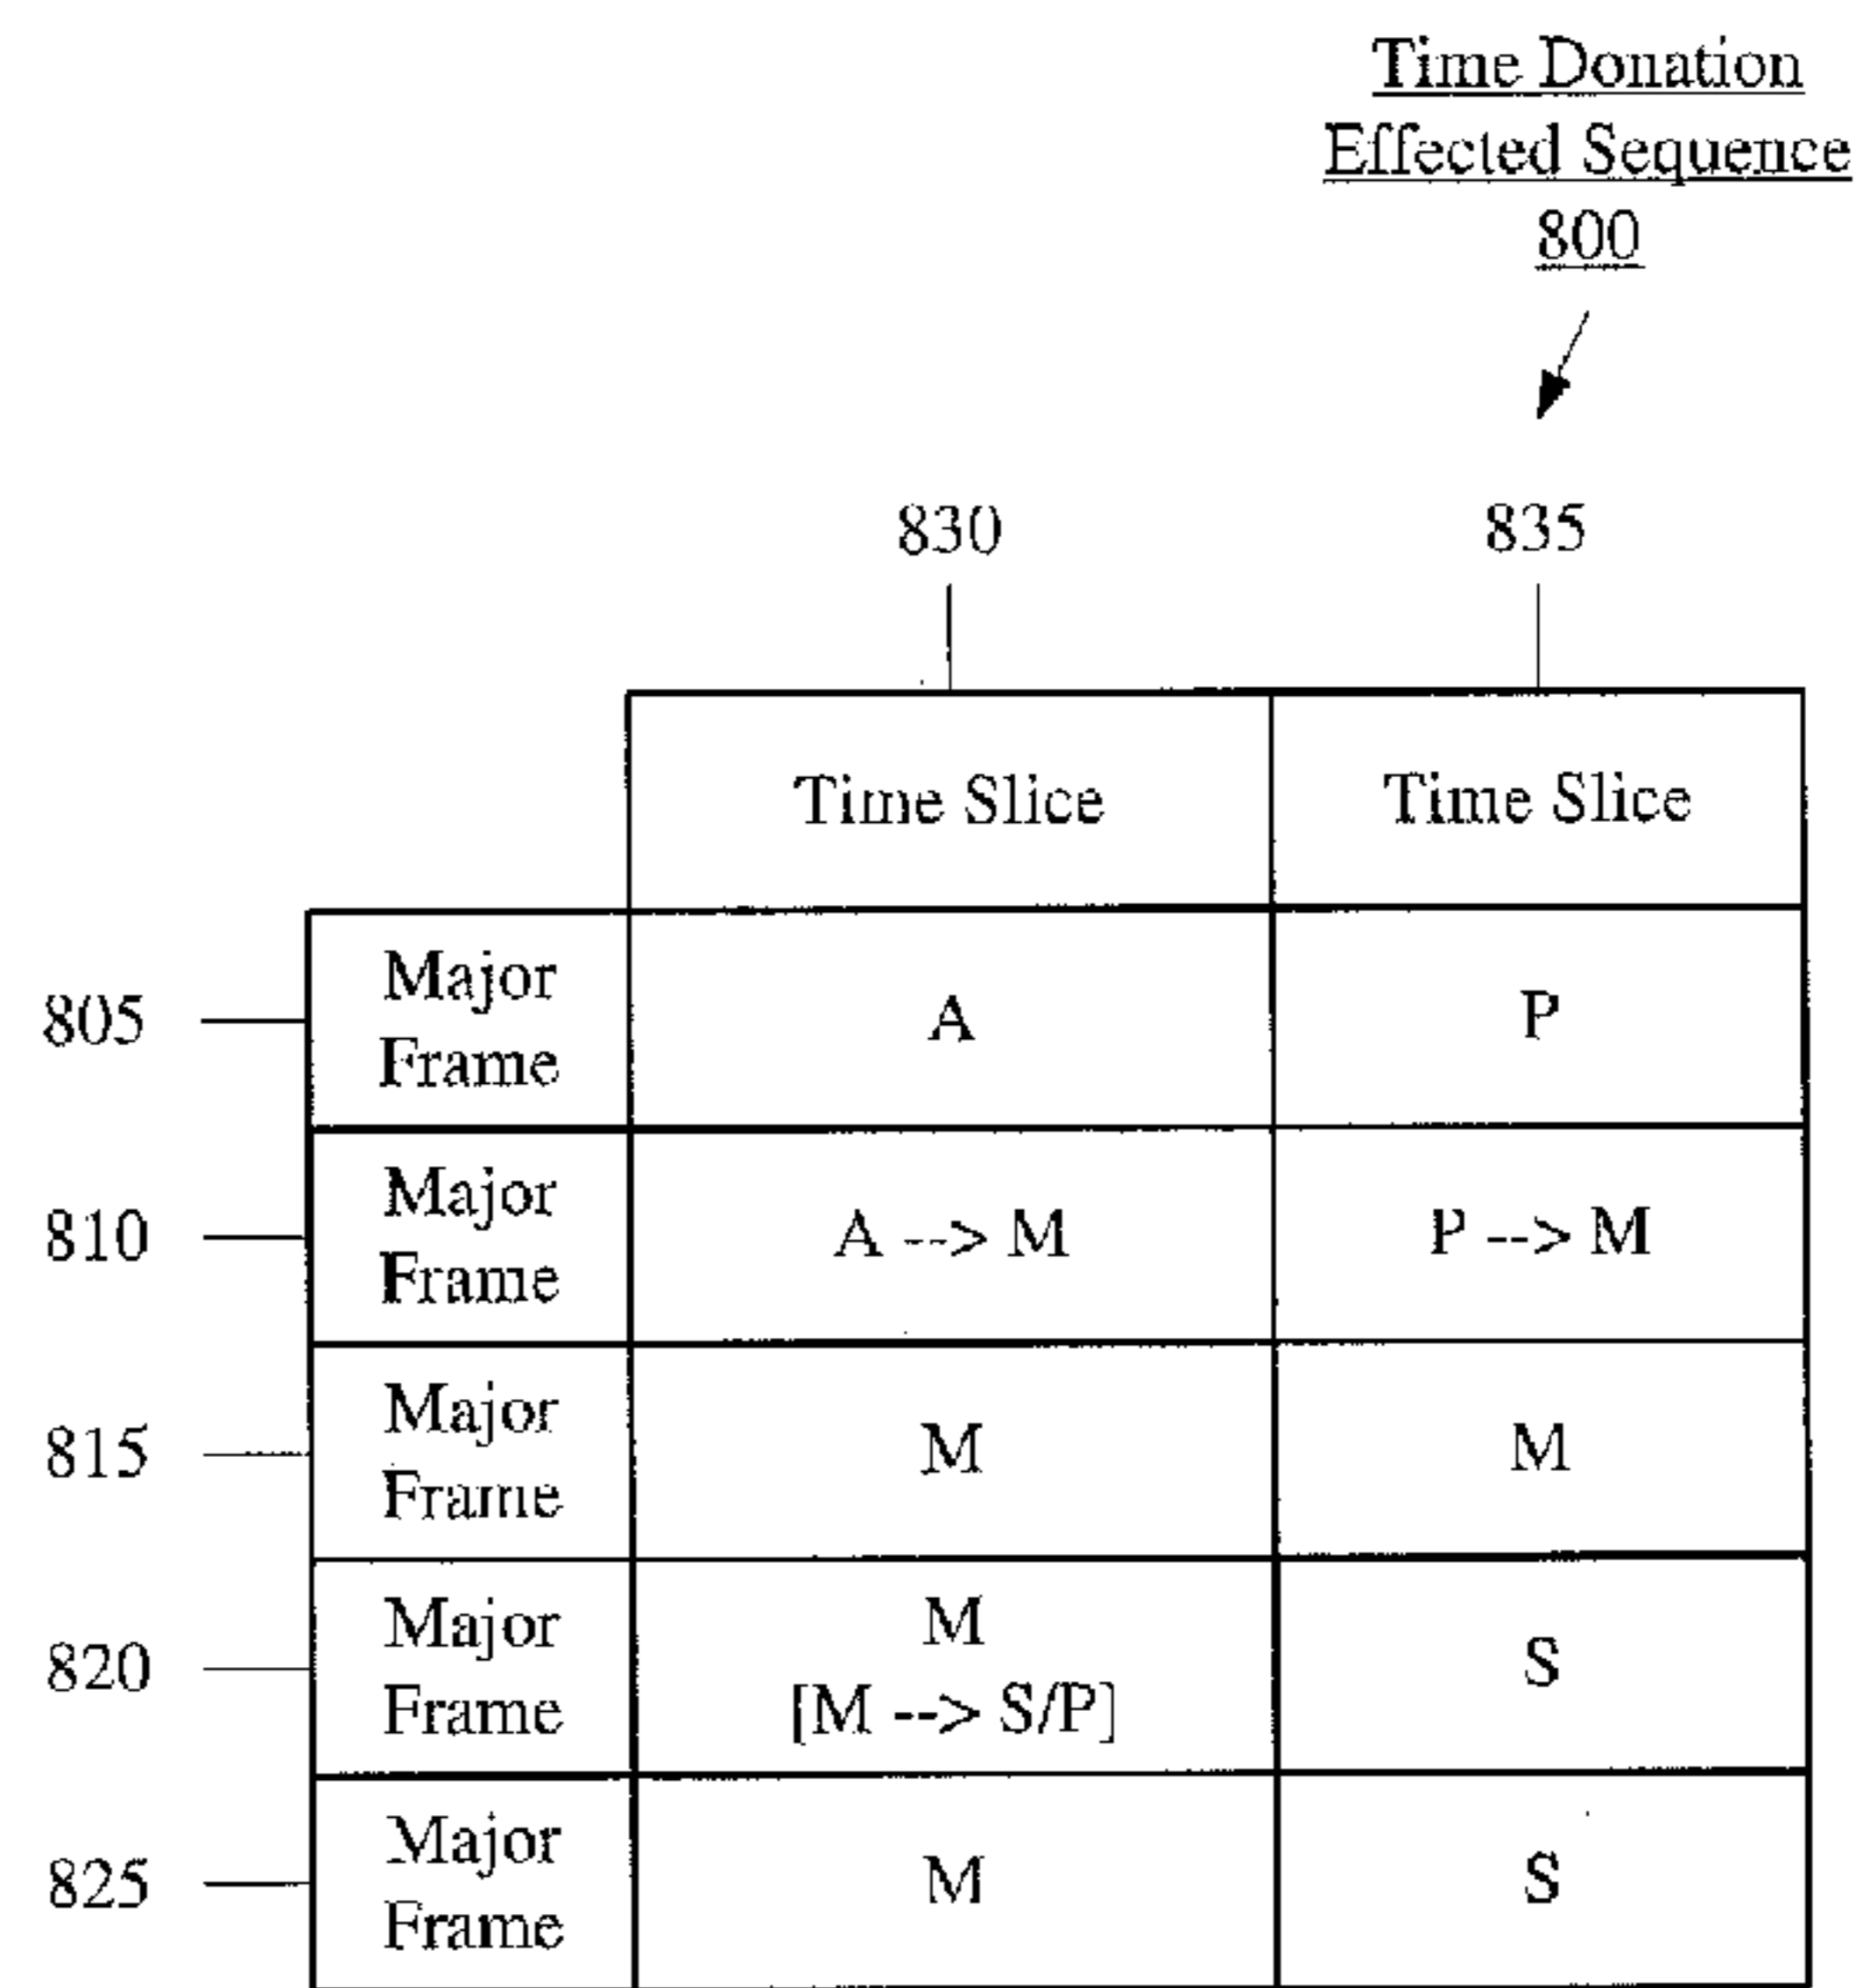 Time Donation
Effected Sequence
800
830 835
Time Slice Time Slice
805 Major Frame A P
810 Major Frame A --> M P --> M
815 Major Frame M M
820 Major Frame M [M --> S/P] S
825 Major Frame M S